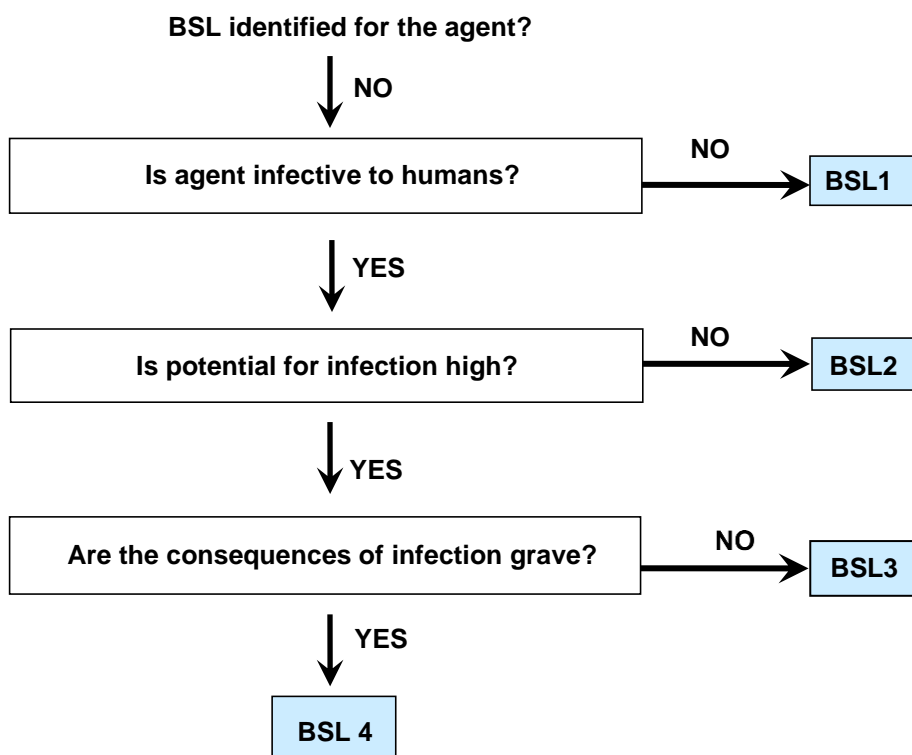 BSL identified for the agent?
NO
Is agent infective to humans?
NO
BSL1
YES
Is potential for infection high?
NO
BSL2
YES
Are the consequences of infection grave?
NO
BSL3
YES
BSL 4